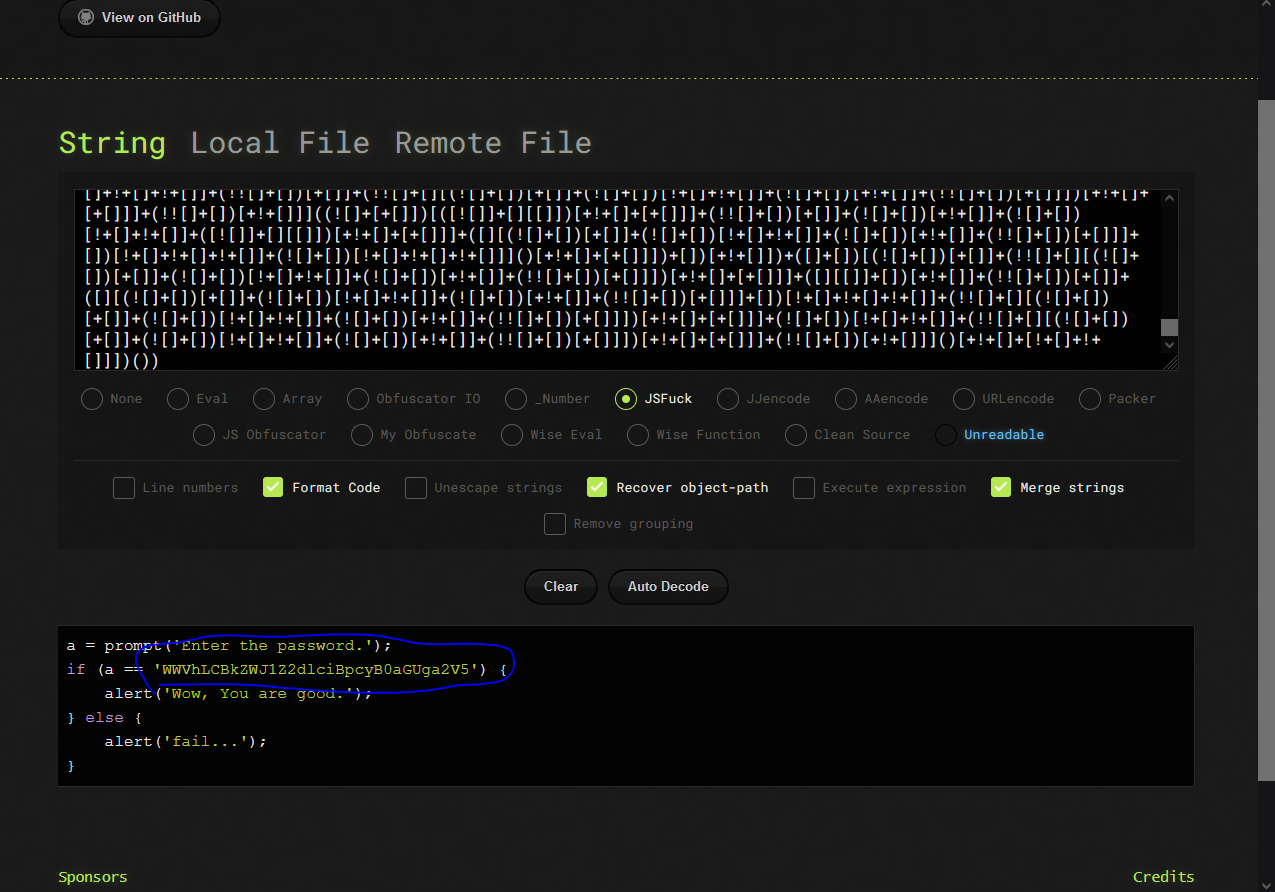 View on GitHub
String Local File Remote File
[]+!+[]+!+[]]+(!![]+[])[+[]]+(!![]+[][(![]+[])[+[]]+(![]+[])[!+[]+!+[]]+(![]+[])[+!+[]]+(!![]+[])[+[]]])[+!+[]+
[+[]]]+(!![]+[])[+!+[]]]((![]+[+[]])[([![]]+[][[]])[+!+[]+[+[]]]+(!![]+[])[+[]]+(![]+[])[+!+[]]+(![]+[])
[!+[]+!+[]]+([![]]+[][[]])[+!+[]+[+[]]]+([][(![]+[])[+[]]+(![]+[])[!+[]+!+[]]+(![]+[])[+!+[]]+(!![]+[])[+[]]]+
[])[!+[]+!+[]+!+[]]+(![]+[])[!+[]+!+[]+!+[]]]()[+!+[]+[+[]]])+[])[+!+[]])+([]+[])[(![]+[])[+[]]+(!![]+[][(![]+
[])[+[]]+(![]+[])[!+[]+!+[]]+(![]+[])[+!+[]]+(!![]+[])[+[]]])[+!+[]+[+[]]]+([][[]]+[])[+!+[]]+(!![]+[])[+[]]+
([][(![]+[])[+[]]+(![]+[])[!+[]+!+[]]+(![]+[])[+!+[]]+(!![]+[])[+[]]]+[])[!+[]+!+[]+!+[]]+(!![]+[][(![]+[])
[+[]]+(![]+[])[!+[]+!+[]]+(![]+[])[+!+[]]+(!![]+[])[+[]]])[+!+[]+[+[]]]+(![]+[])[!+[]+!+[]]+(!![]+[][(![]+[])
[+[]]+(![]+[])[!+[]+!+[]]+(![]+[])[+!+[]]+(!![]+[])[+[]]])[+!+[]+[+[]]]+(!![]+[])[+!+[]]]()[+!+[]+[!+[]+!+
[]]])())
None Eval Array Obfuscator IO _Number JSFuck JJencode AAencode URLencode Packer
JS Obfuscator My Obfuscate Wise Eval Wise Function Clean Source Unreadable
Line numbers Format Code Unescape strings Recover object-path Execute expression Merge strings
Remove grouping
Clear Auto Decode
a = prompt('Enter the password.');
if (a == 'WWVhLCBkZWJ1Z2dlciBpcyB0aGUga2V5') {
alert('Wow, You are good.');
} else {
alert('fail...');
}
Sponsors Credits